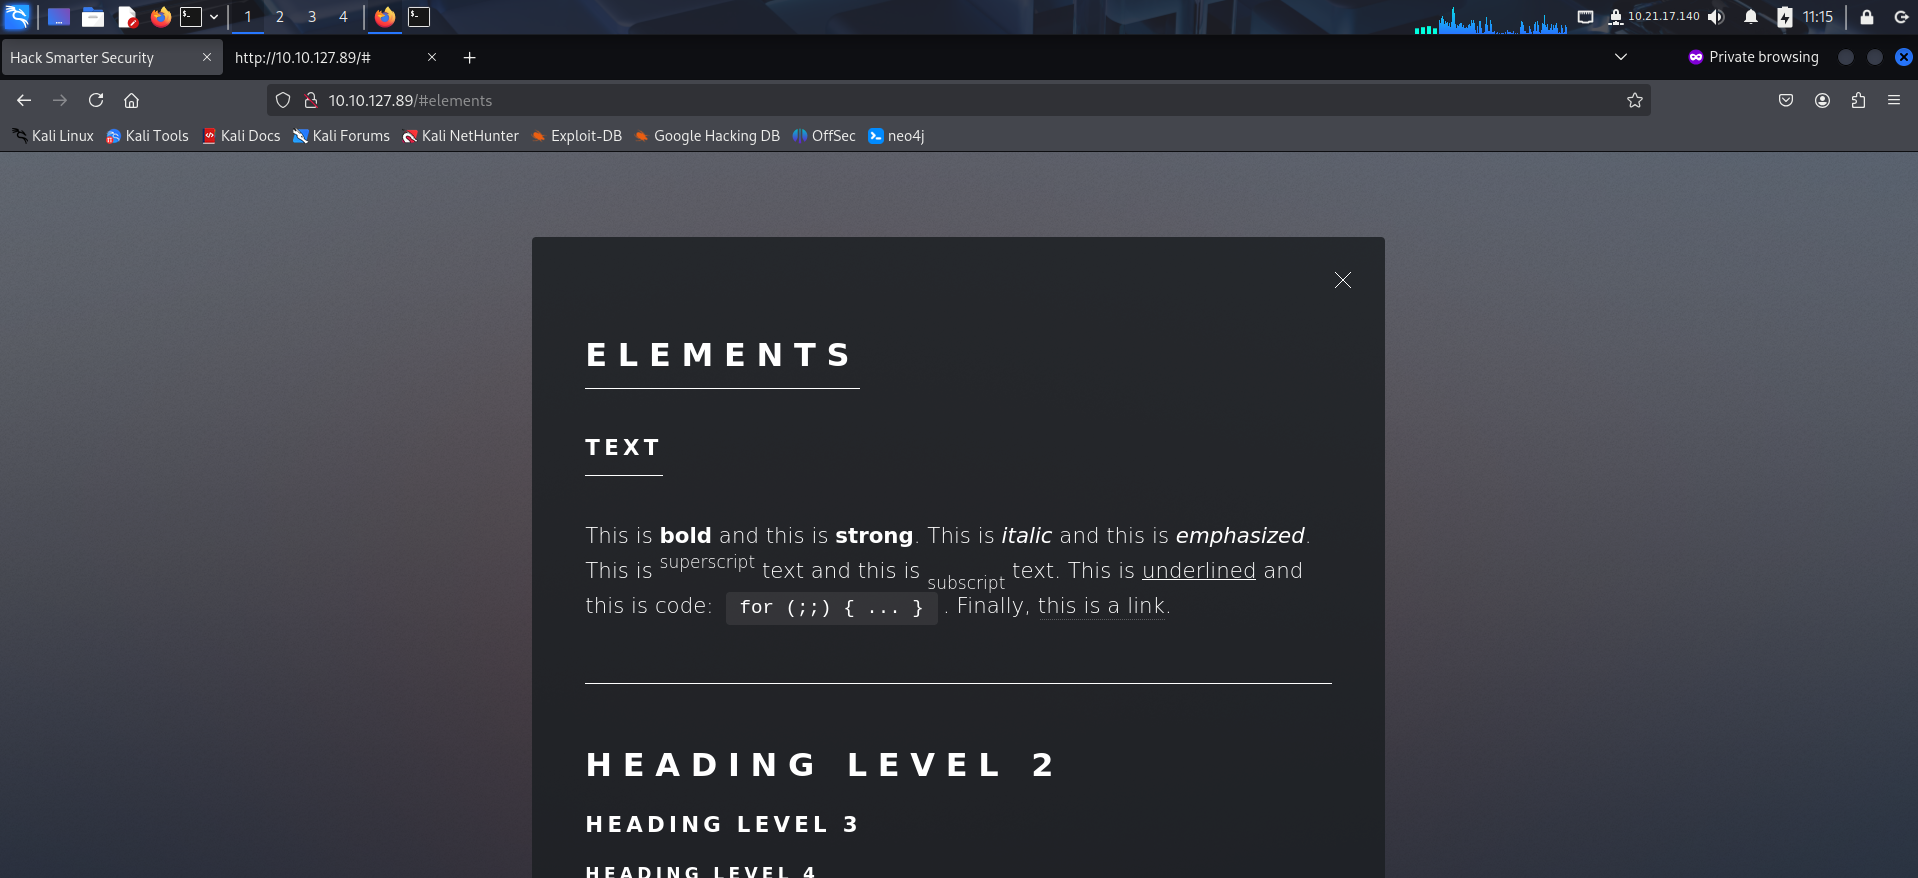 1 2 3 4 10.21.17.140 11:15
Hack Smarter Security http://10.10.127.89/# Private browsing
10.10.127.89/#elements
Kali Linux Kali Tools Kali Docs Kali Forums Kali NetHunter Exploit-DB Google Hacking DB OffSec neo4j
ELEMENTS
TEXT
This is bold and this is strong. This is italic and this is emphasized.
This is superscript text and this is subscript text. This is underlined and
this is code: for (;;) { ... } . Finally, this is a link.
HEADING LEVEL 2
HEADING LEVEL 3
HEADING LEVEL 4